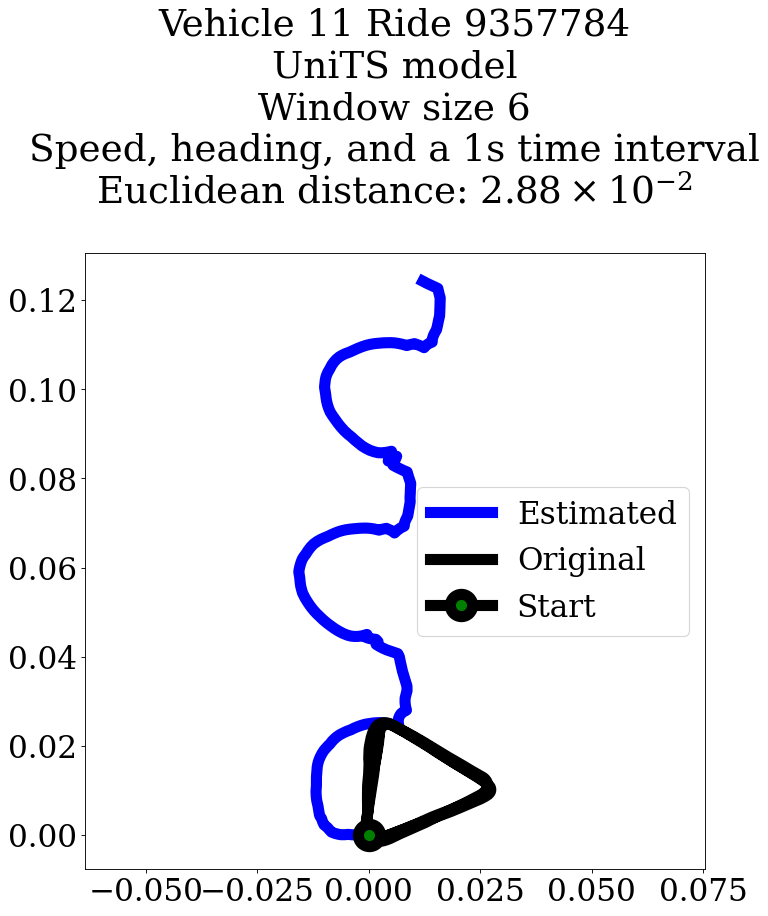 Vehicle 11 Ride 9357784
UniTS model
Window size 6
Speed, heading, and a 1s time interval
Euclidean distance: 2.88 × 10⁻²
0.12
0.10
0.08
0.06
0.04
0.02
0.00
Estimated
Original
Start
−0.050 −0.025 0.000 0.025 0.050 0.075